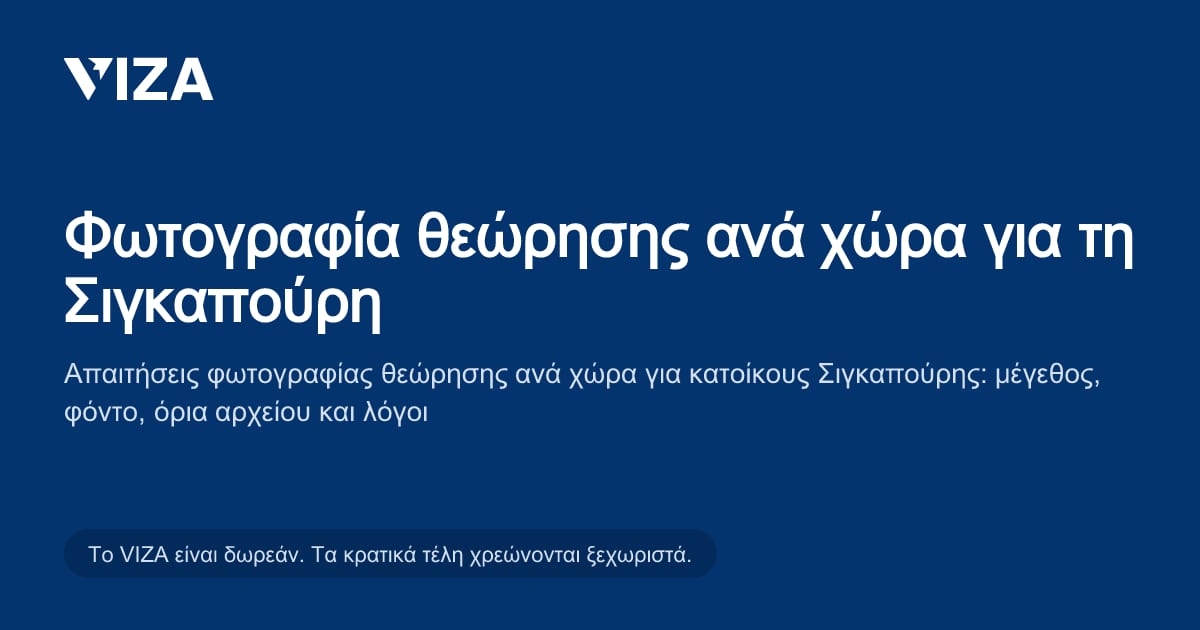 VIZA
Φωτογραφία θεώρησης ανά χώρα για τη
Σιγκαπούρη
Απαιτήσεις φωτογραφίας θεώρησης ανά χώρα για κατοίκους Σιγκαπούρης: μέγεθος,
φόντο, όρια αρχείου και λόγοι
Το VIZA είναι δωρεάν. Τα κρατικά τέλη χρεώνονται ξεχωριστά.